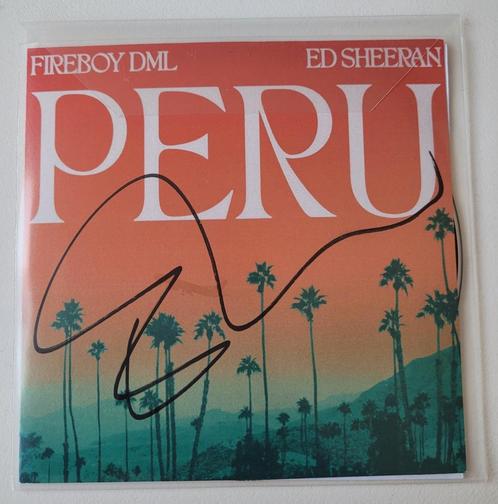 FIREBOY DML ED SHEERAN
PERU